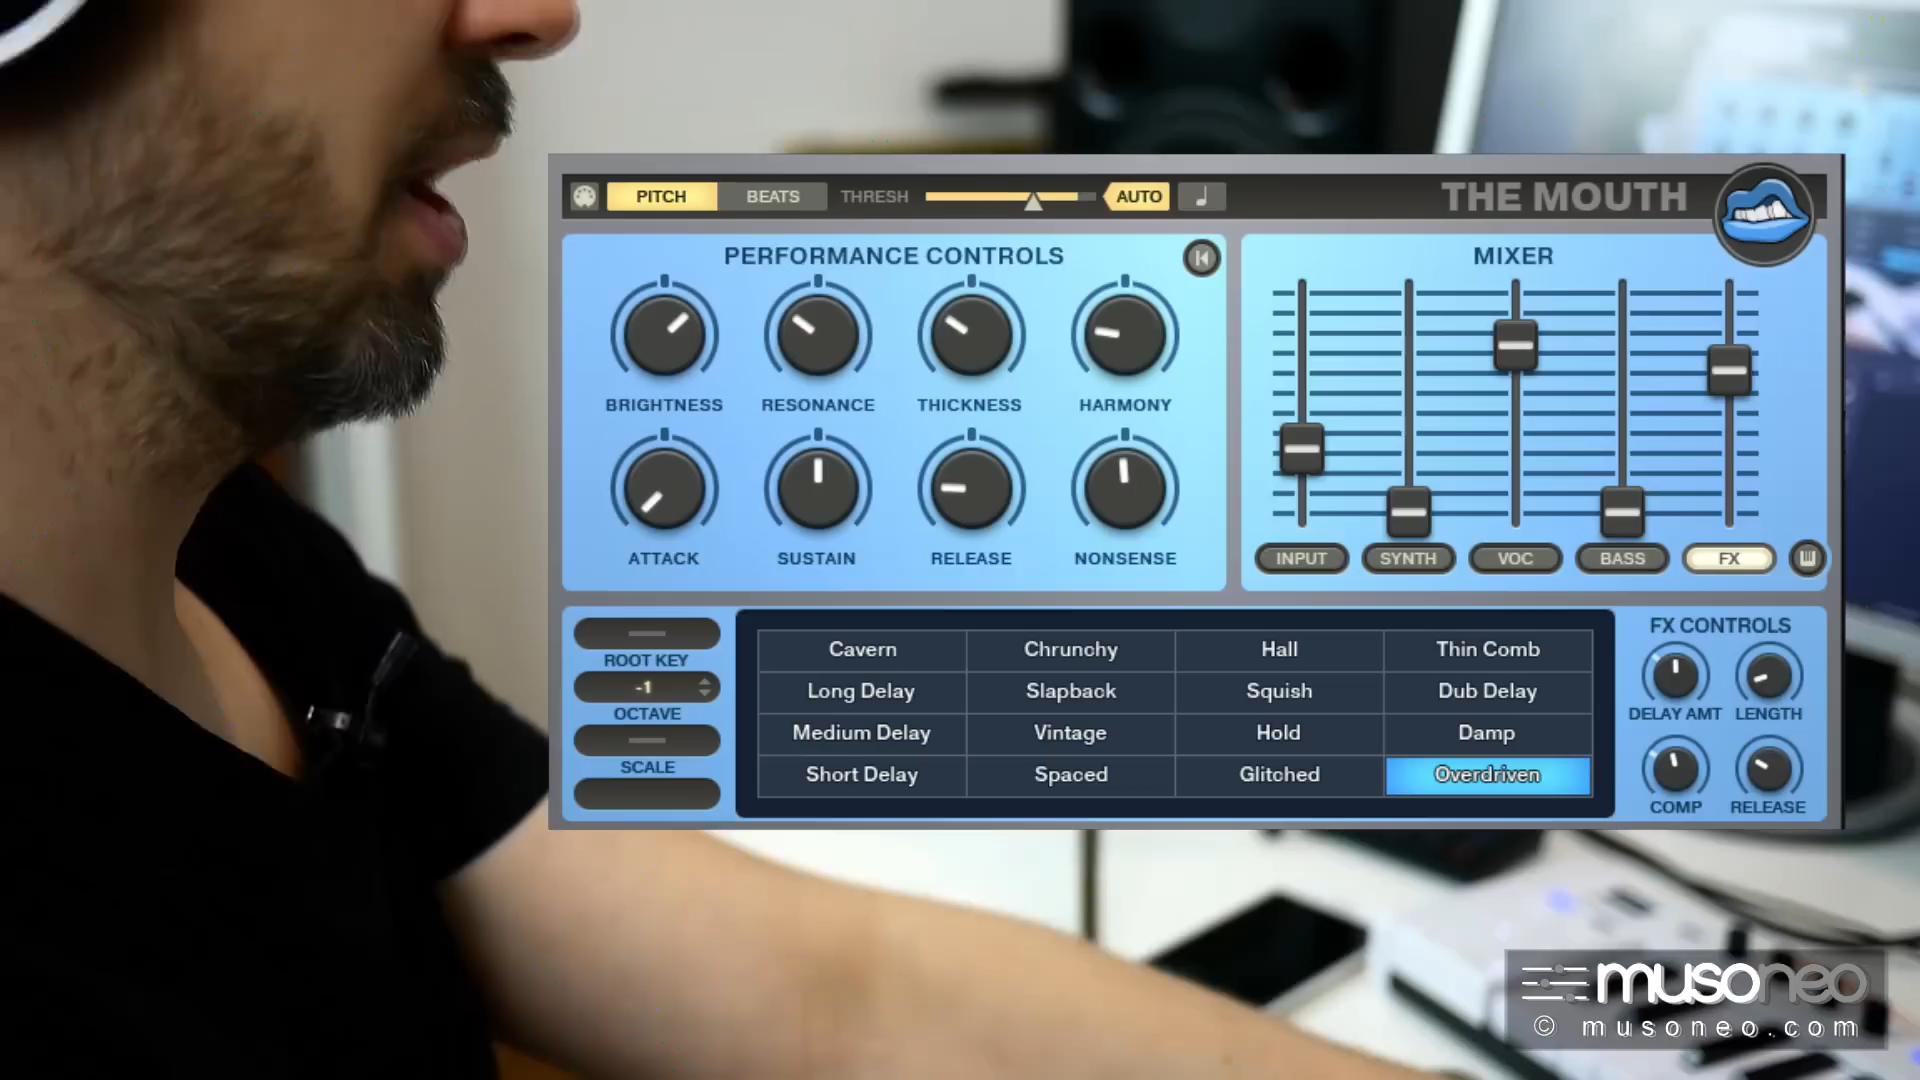 PITCH BEATS THRESH AUTO THE MOUTH
PERFORMANCE CONTROLS
BRIGHTNESS RESONANCE THICKNESS HARMONY
ATTACK SUSTAIN RELEASE NONSENSE
MIXER
INPUT SYNTH VOC BASS FX
ROOT KEY
-1
OCTAVE
SCALE
Cavern Chrunchy Hall Thin Comb
Long Delay Slapback Squish Dub Delay
Medium Delay Vintage Hold Damp
Short Delay Spaced Glitched Overdriven
FX CONTROLS
DELAY AMT LENGTH
COMP RELEASE
musoneo
© musoneo.com